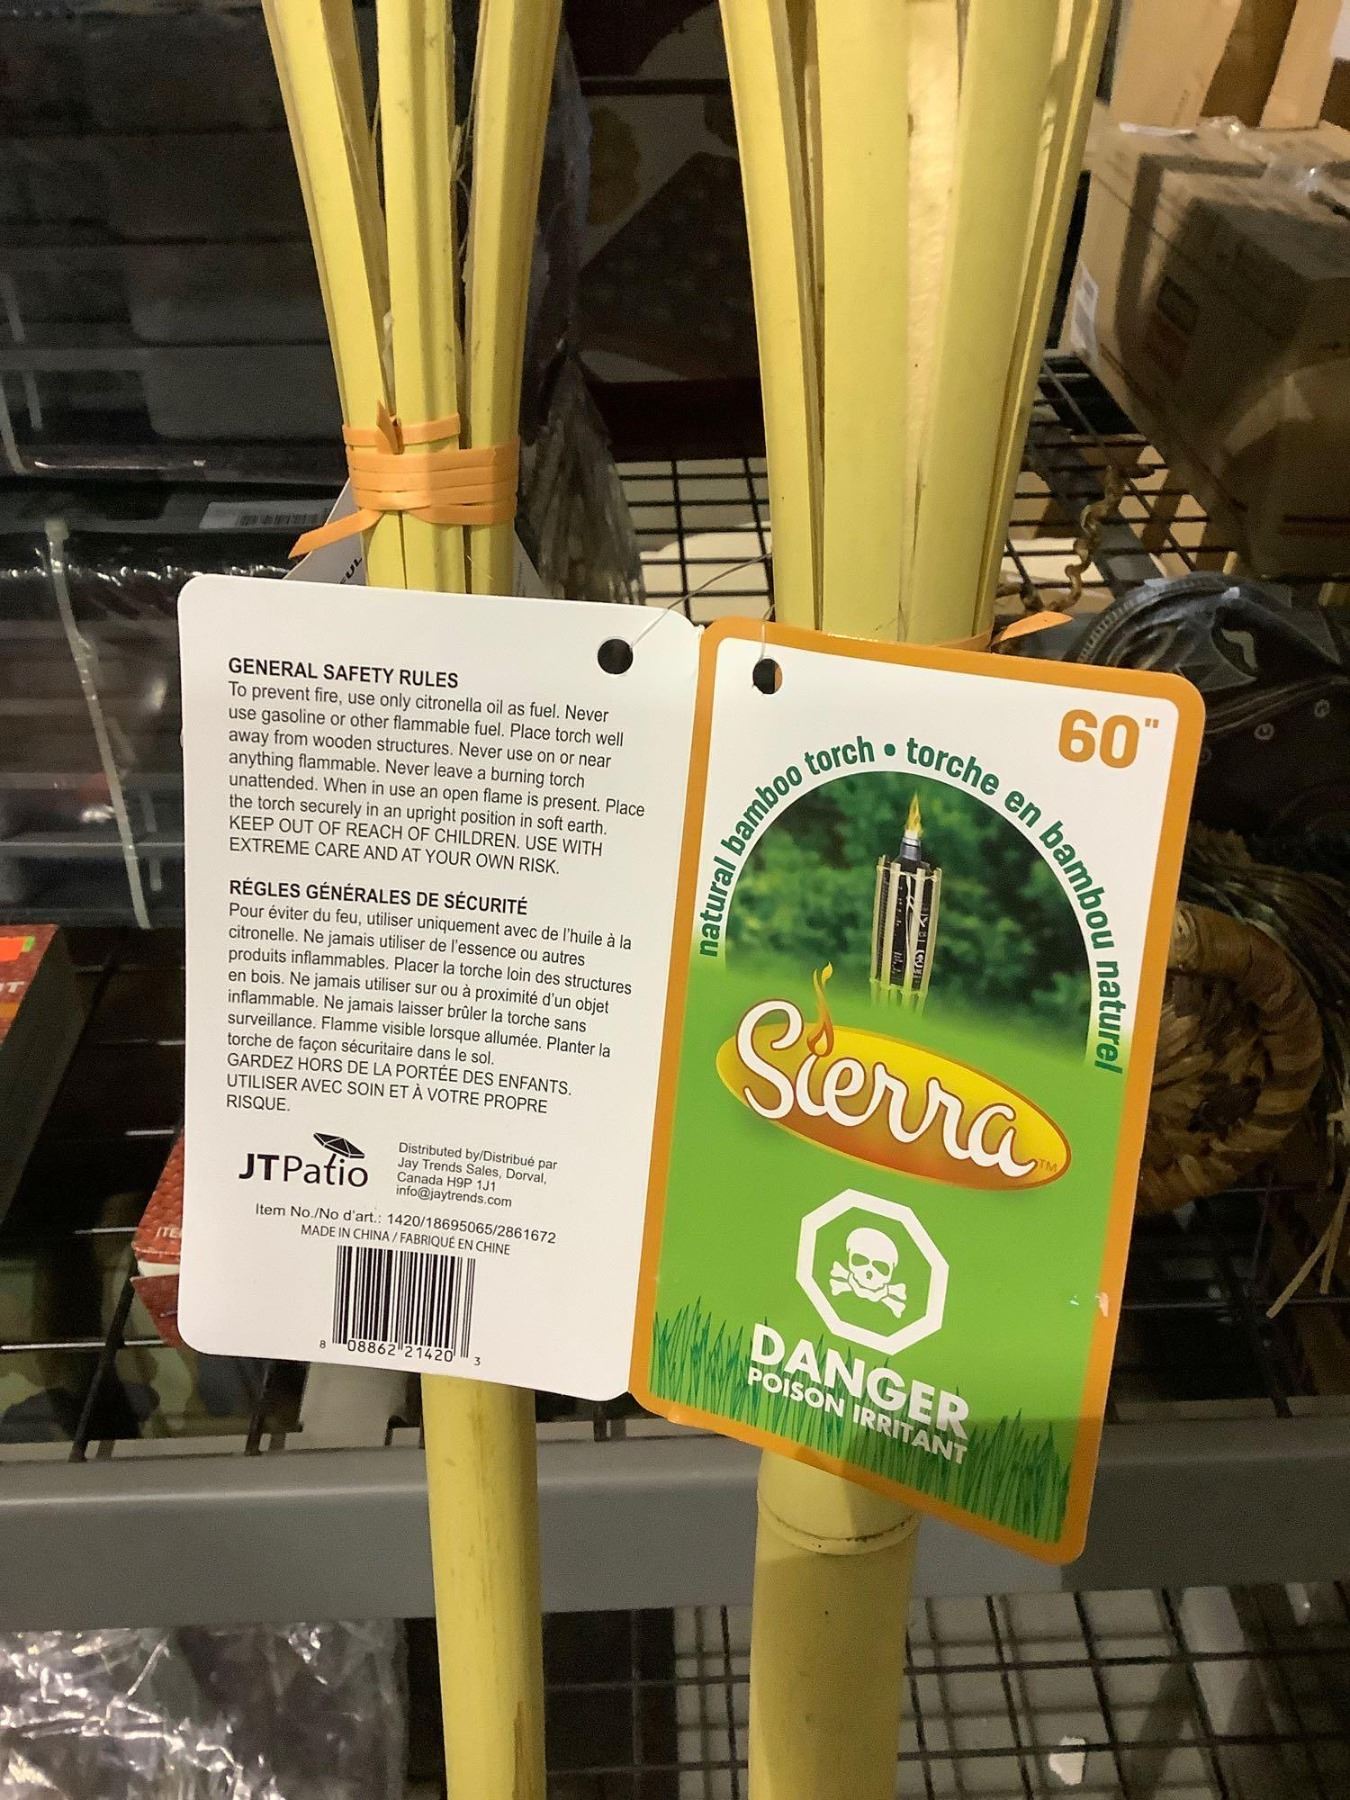 GENERAL SAFETY RULES
To prevent fire, use only citronella oil as fuel. Never
use gasoline or other flammable fuel. Place torch well
away from wooden structures. Never use on or near
anything flammable. Never leave a burning torch
unattended. When in use an open flame is present. Place
the torch securely in an upright position in soft earth.
KEEP OUT OF REACH OF CHILDREN. USE WITH
EXTREME CARE AND AT YOUR OWN RISK.
RÉGLES GÉNÉRALES DE SÉCURITÉ
Pour éviter du feu, utiliser uniquement avec de l'huile à la
citronelle. Ne jamais utiliser de l'essence ou autres
produits inflammables. Placer la torche loin des structures
en bois. Ne jamais utiliser sur ou à proximité d'un objet
inflammable. Ne jamais laisser brûler la torche sans
surveillance. Flamme visible lorsque allumée. Planter la
torche de façon sécuritaire dans le sol.
GARDEZ HORS DE LA PORTÉE DES ENFANTS.
UTILISER AVEC SOIN ET À VOTRE PROPRE
RISQUE.
JTPatio
Distributed by/Distribué par
Jay Trends Sales, Dorval,
Canada H9P 1J1
info@jaytrends.com
Item No./No d'art.: 1420/18695065/2861672
MADE IN CHINA / FABRIQUÉ EN CHINE
8 08862 21420 3
60"
natural bamboo torch • torche en bambou naturel
Sierra™
DANGER
POISON IRRITANT